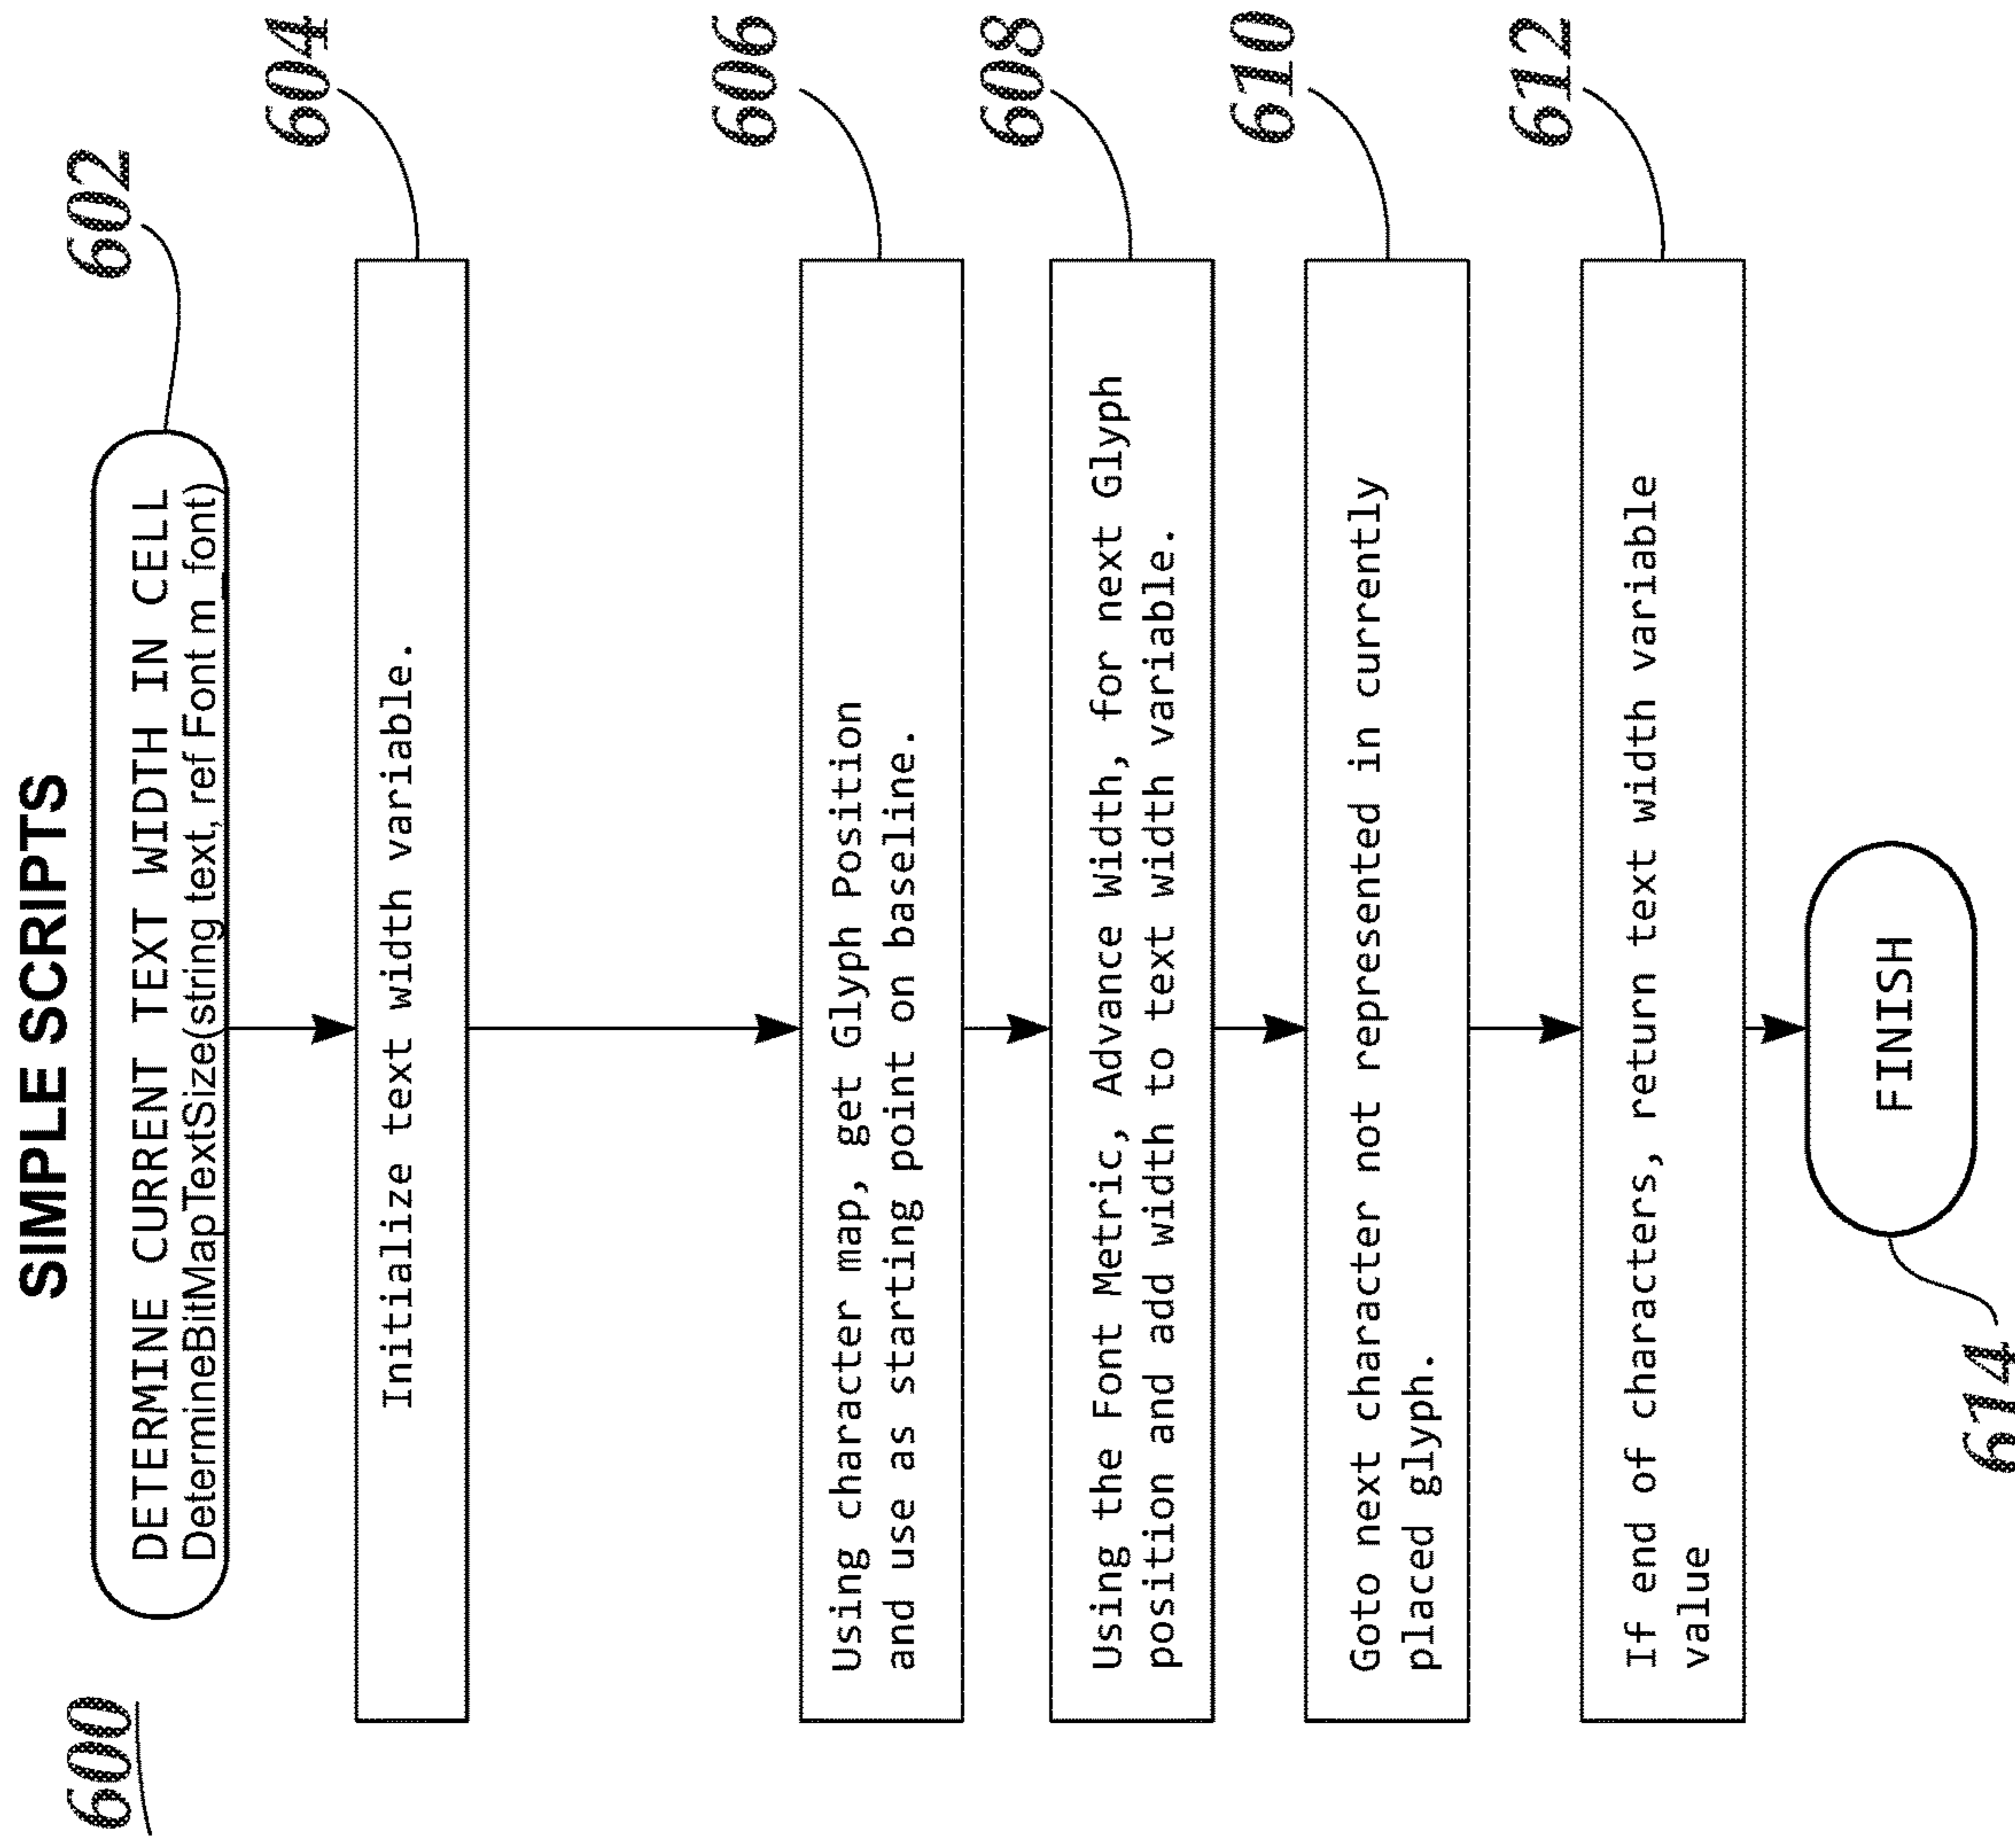 SIMPLE SCRIPTS
600
602
DETERMINE CURRENT TEXT WIDTH IN CELL
DetermineBitMapTextSize(string text, ref Font m_font)
604
Initialize text width variable.
606
Using character map, get Glyph Position
and use as starting point on baseline.
608
Using the Font Metric, Advance Width, for next Glyph
position and add width to text width variable.
610
Goto next character not represented in currently
placed glyph.
612
If end of characters, return text width variable
value
FINISH
614